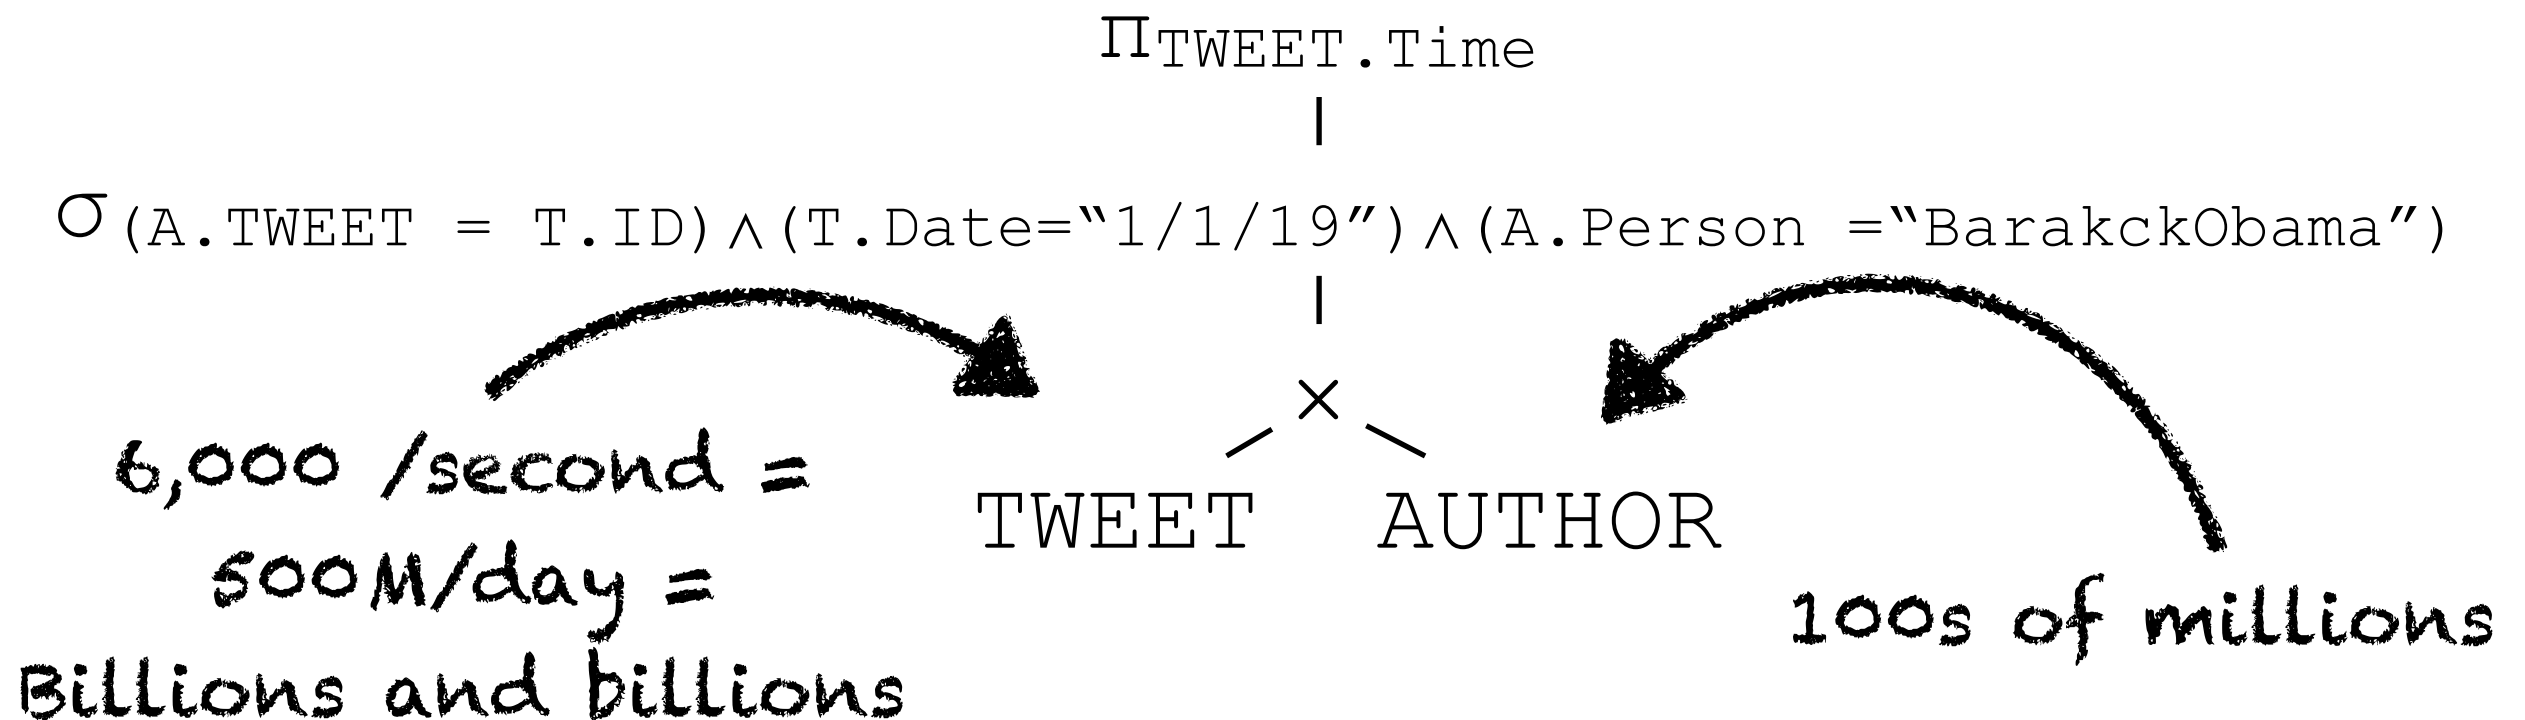 Π TWEET.Time
σ (A.TWEET = T.ID)∧(T.Date=“1/1/19”)∧(A.Person =“BarakckObama”)
×
TWEET AUTHOR
6,000 /second =
500M/day =
Billions and billions
100s of millions